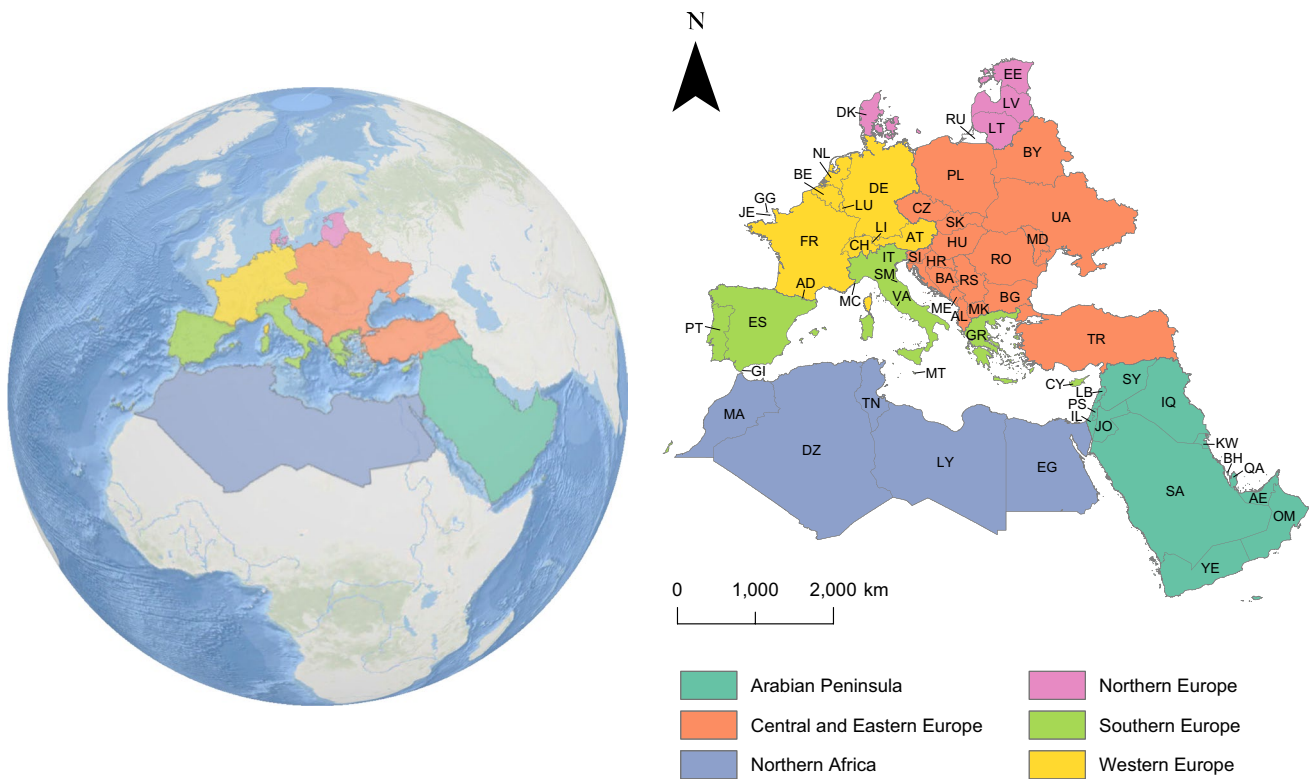 N
EE
LV
DK
RU
LT
BY
NL
PL
BE
DE
GG
LU
CZ
UA
JE
SK
LI
FR
AT
HU
MD
CH
IT
SI
HR
RO
SM
BA
RS
AD
VA
BG
MC
ME
MK
AL
PT
ES
GR
TR
GI
MT
CY
SY
LB
IQ
TN
PS
MA
IL
JO
KW
DZ
LY
EG
BH
QA
SA
AE
OM
YE
0 1,000 2,000 km
Arabian Peninsula
Northern Europe
Central and Eastern Europe
Southern Europe
Northern Africa
Western Europe